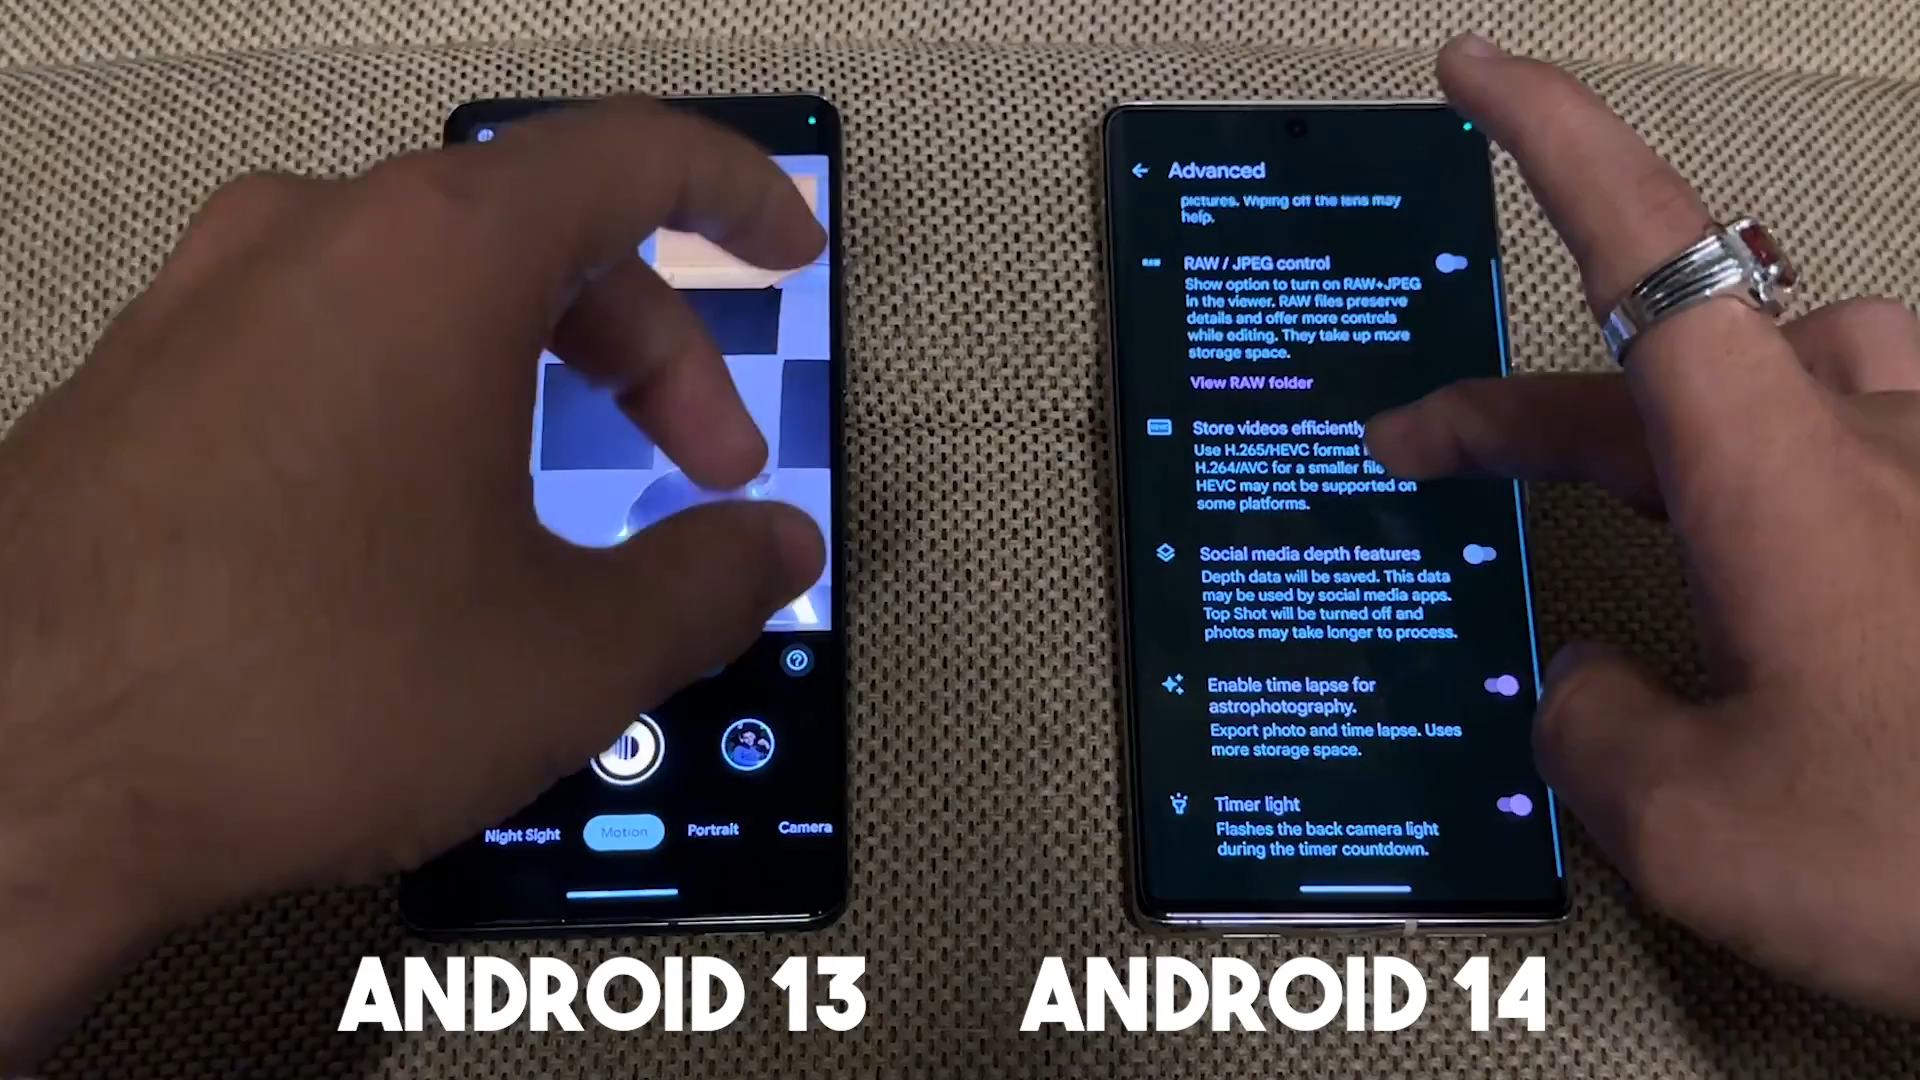 Advanced
pictures. Wiping off the lens may
help.
RAW
RAW / JPEG control
Show option to turn on RAW+JPEG
in the viewer. RAW files preserve
details and offer more controls
while editing. They take up more
storage space.
View RAW folder
HEVC
Store videos efficiently
Use H.265/HEVC format
H.264/AVC for a smaller file
HEVC may not be supported on
some platforms.
Social media depth features
Depth data will be saved. This data
may be used by social media apps.
Top Shot will be turned off and
photos may take longer to process.
Enable time lapse for
astrophotography.
Export photo and time lapse. Uses
more storage space.
Timer light
Flashes the back camera light
during the timer countdown.
Night Sight Motion Portrait Camera
ANDROID 13
ANDROID 14